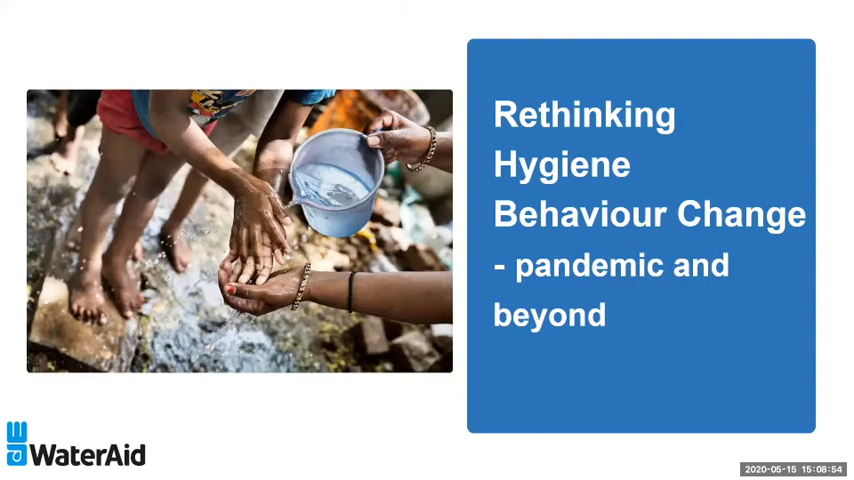 Rethinking
Hygiene
Behaviour Change
- pandemic and
beyond
WaterAid
2020-05-15 15:08:54